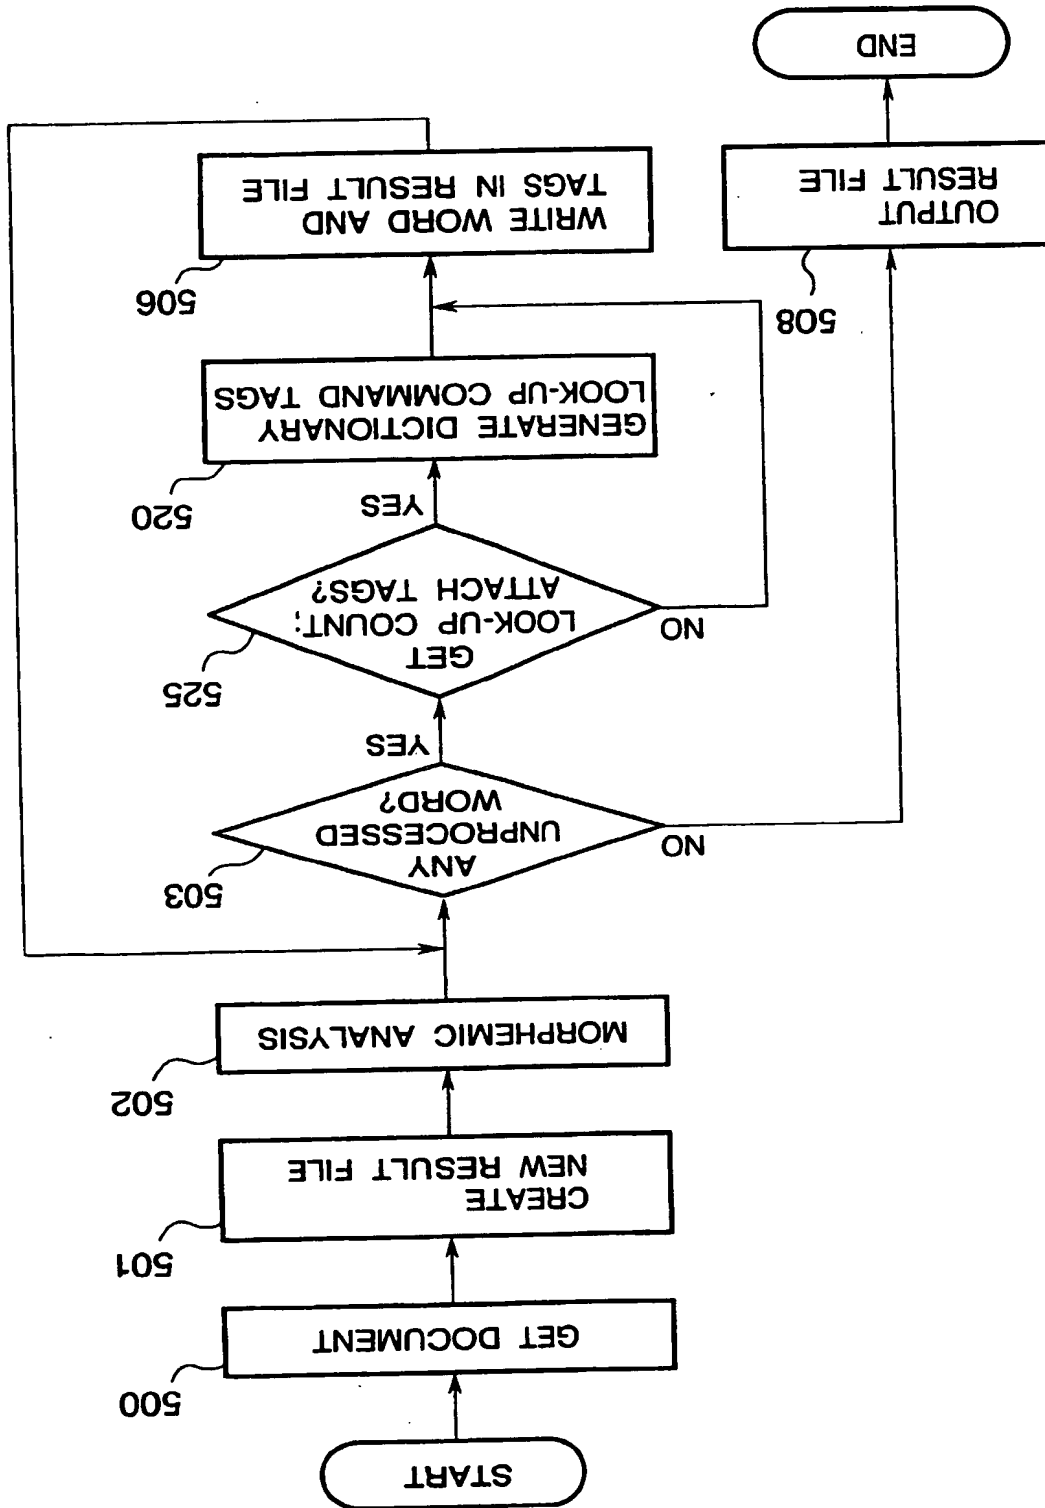 START
500
GET DOCUMENT
501
CREATE
NEW RESULT FILE
502
MORPHEMIC ANALYSIS
503
ANY
UNPROCESSED
WORD?
NO
YES
525
GET
LOOK-UP COUNT;
ATTACH TAGS?
NO
YES
520
GENERATE DICTIONARY
LOOK-UP COMMAND TAGS
506
WRITE WORD AND
TAGS IN RESULT FILE
508
OUTPUT
RESULT FILE
END